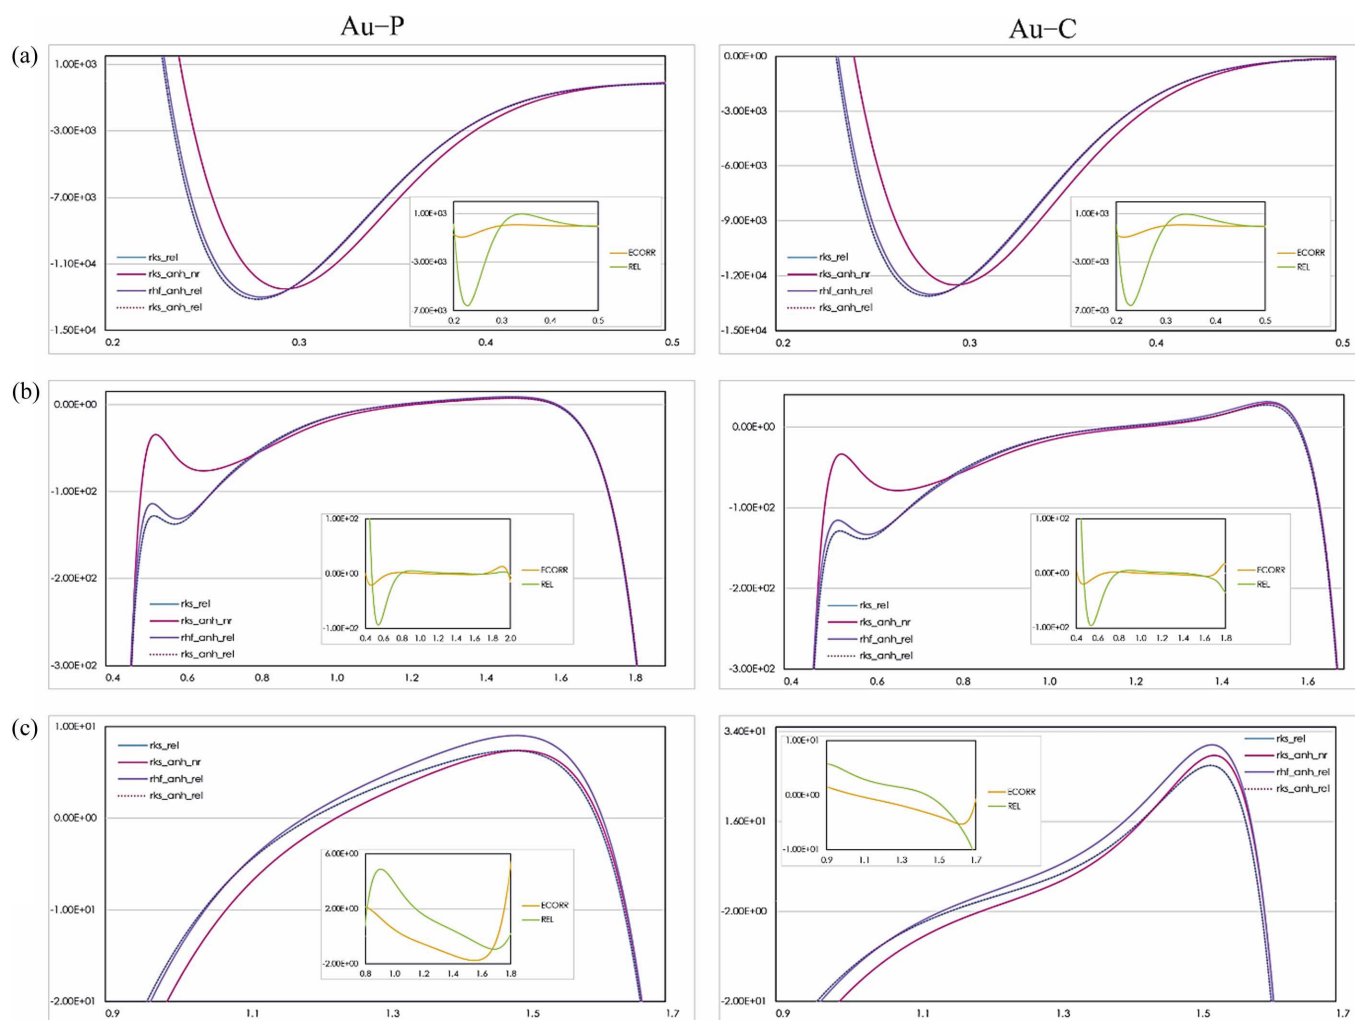 Au−P
Au−C
(a)
1.00E+03
-3.00E+03
-7.00E+03
-1.10E+04
-1.50E+04
rks_rel
rks_anh_nr
rhf_anh_rel
rks_anh_rel
1.00E+03
-3.00E+03
-7.00E+03
0.2 0.3 0.4 0.5
ECORR
REL
0.2 0.3 0.4 0.5
0.00E+00
-3.00E+03
-6.00E+03
-9.00E+03
-1.20E+04
-1.50E+04
rks_rel
rks_anh_nr
rhf_anh_rel
rks_anh_rel
1.00E+03
-3.00E+03
-7.00E+03
0.2 0.3 0.4 0.5
ECORR
REL
0.2 0.3 0.4 0.5
(b)
0.00E+00
-1.00E+02
-2.00E+02
-3.00E+02
rks_rel
rks_anh_nr
rhf_anh_rel
rks_anh_rel
1.00E+02
0.00E+00
-1.00E+02
0.4 0.6 0.8 1.0 1.2 1.4 1.6 1.8 2.0
ECORR
REL
0.4 0.6 0.8 1.0 1.2 1.4 1.6 1.8
0.00E+00
-1.00E+02
-2.00E+02
-3.00E+02
rks_rel
rks_anh_nr
rhf_anh_rel
rks_anh_rel
1.00E+02
0.00E+00
-1.00E+02
0.4 0.6 0.8 1.0 1.2 1.4 1.6 1.8
ECORR
REL
0.4 0.6 0.8 1.0 1.2 1.4 1.6
(c)
1.00E+01
0.00E+00
-1.00E+01
-2.00E+01
rks_rel
rks_anh_nr
rhf_anh_rel
rks_anh_rel
6.00E+00
2.00E+00
-2.00E+00
0.8 1.0 1.2 1.4 1.6 1.8
ECORR
REL
0.9 1.1 1.3 1.5 1.7
3.40E+01
1.60E+01
-2.00E+00
-2.00E+01
1.00E+01
0.00E+00
-1.00E+01
0.9 1.1 1.3 1.5 1.7
ECORR
REL
rks_rel
rks_anh_nr
rhf_anh_rel
rks_anh_rel
0.9 1.1 1.3 1.5 1.7